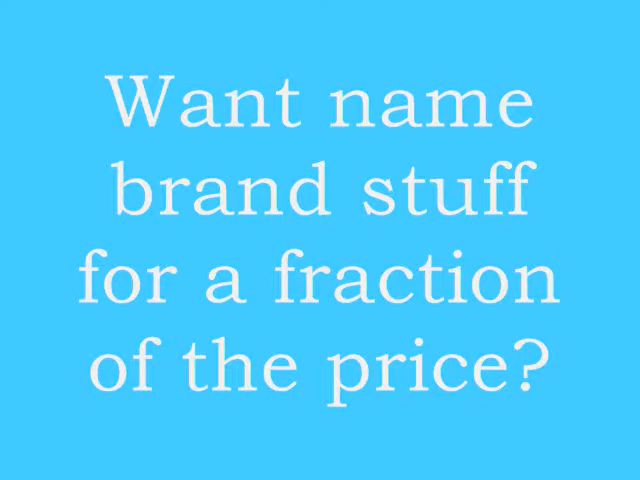 Want name
brand stuff
for a fraction
of the price?